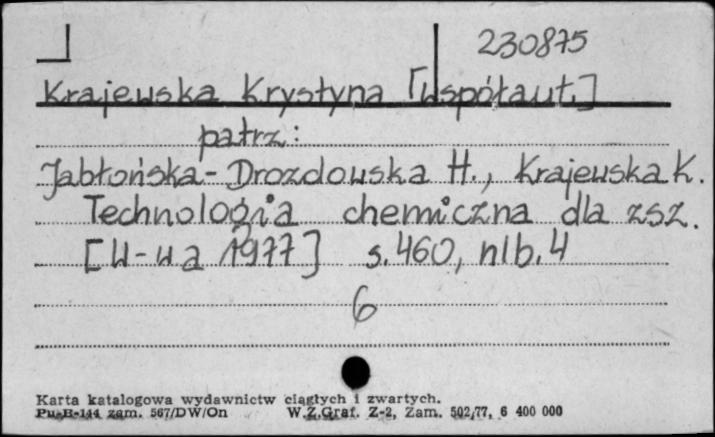 230875
Krajewska Krystyna [współaut.]
patrz:
Jabłońska-Drozdowska H., Krajewska K.
Technologia chemiczna dla zsz.
[W-wa 1977] s. 460, nlb. 4
6
Karta katalogowa wydawnictw ciągłych i zwartych.
Pu-B-144 zam. 567/DW/On W.Z.Graf. Z-2, Zam. 502/77, 6 400 000